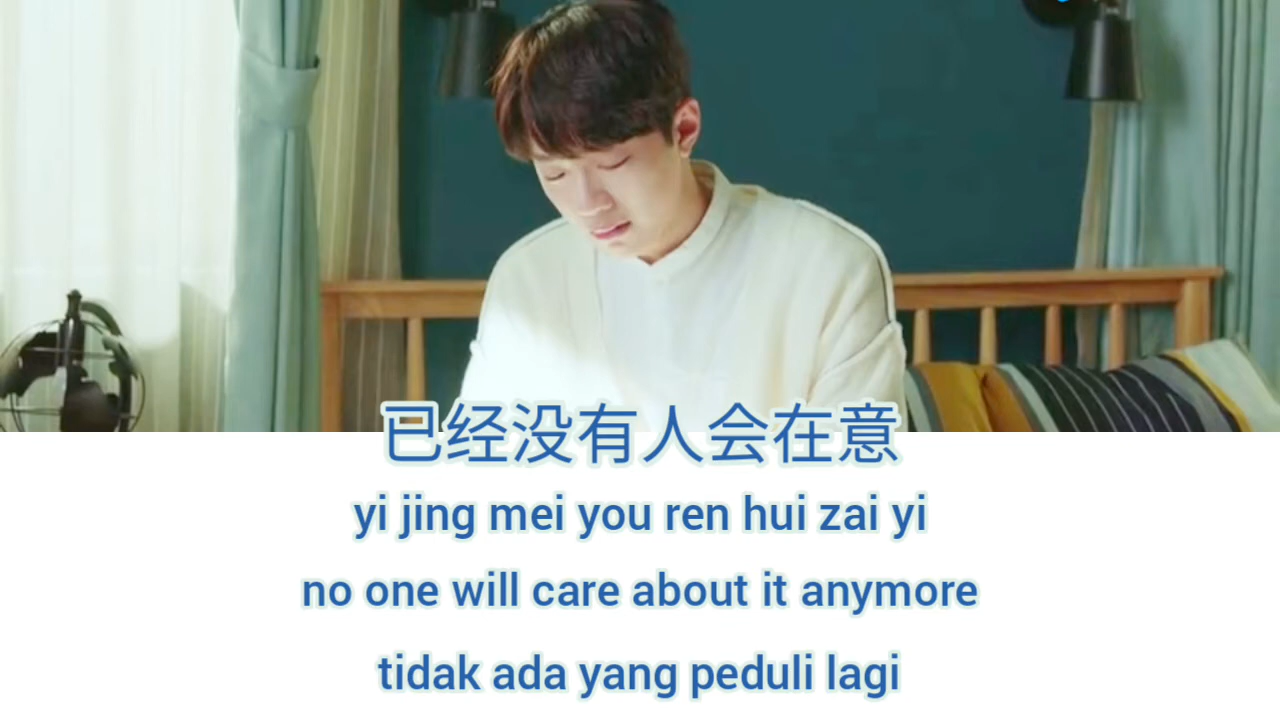 已经没有人会在意
yi jing mei you ren hui zai yi
no one will care about it anymore
tidak ada yang peduli lagi